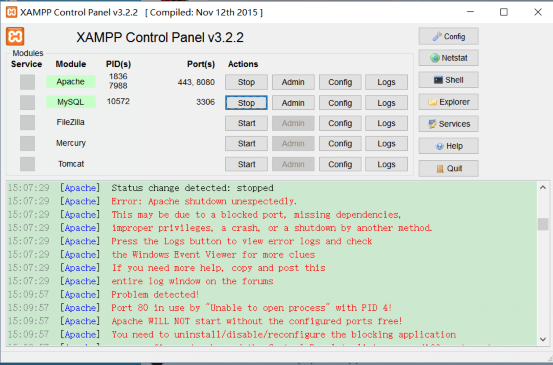 XAMPP Control Panel v3.2.2 [ Compiled: Nov 12th 2015 ]
XAMPP Control Panel v3.2.2
Config
Modules
Service Module PID(s) Port(s) Actions
Netstat
Apache 1836 7988 443, 8080 Stop Admin Config Logs
Shell
MySQL 10572 3306 Stop Admin Config Logs
Explorer
FileZilla Start Admin Config Logs
Services
Mercury Start Admin Config Logs
Help
Tomcat Start Admin Config Logs
Quit
15:07:29 [Apache] Status change detected: stopped
15:07:29 [Apache] Error: Apache shutdown unexpectedly.
15:07:29 [Apache] This may be due to a blocked port, missing dependencies,
15:07:29 [Apache] improper privileges, a crash, or a shutdown by another method.
15:07:29 [Apache] Press the Logs button to view error logs and check
15:07:29 [Apache] the Windows Event Viewer for more clues
15:07:29 [Apache] If you need more help, copy and post this
15:07:29 [Apache] entire log window on the forums
15:09:57 [Apache] Problem detected!
15:09:57 [Apache] Port 80 in use by "Unable to open process" with PID 4!
15:09:57 [Apache] Apache WILL NOT start without the configured ports free!
15:09:57 [Apache] You need to uninstall/disable/reconfigure the blocking application